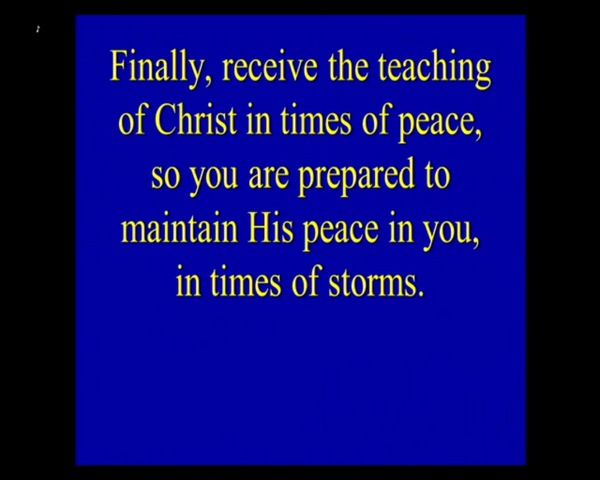 Finally, receive the teaching
of Christ in times of peace,
so you are prepared to
maintain His peace in you,
in times of storms.